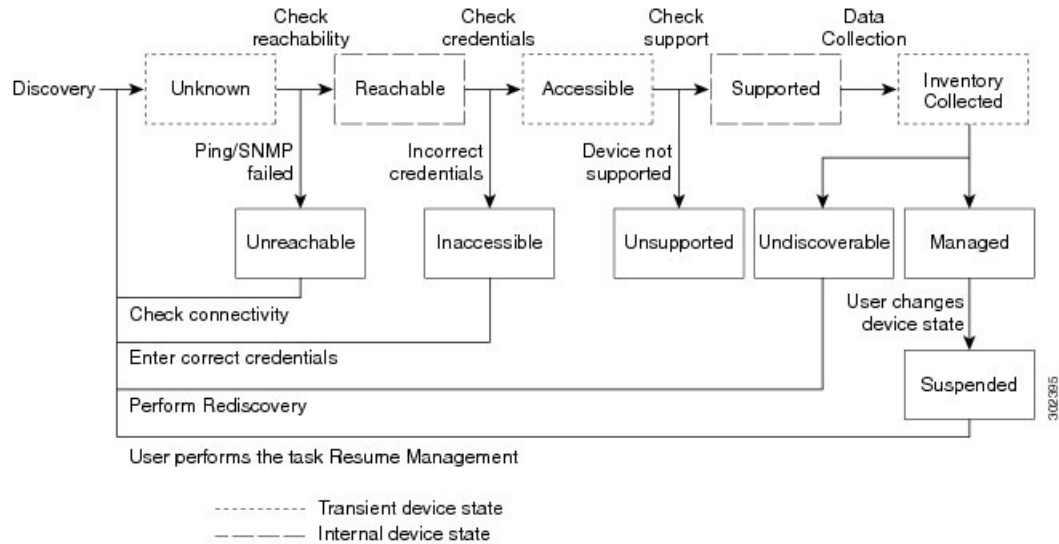 Check
reachability
Check
credentials
Check
support
Data
Collection
Discovery
Unknown
Reachable
Accessible
Supported
Inventory
Collected
Ping/SNMP
failed
Incorrect
credentials
Device not
supported
Unreachable
Inaccessible
Unsupported
Undiscoverable
Managed
Check connectivity
User changes
device state
Enter correct credentials
Suspended
Perform Rediscovery
User performs the task Resume Management
302395
Transient device state
Internal device state